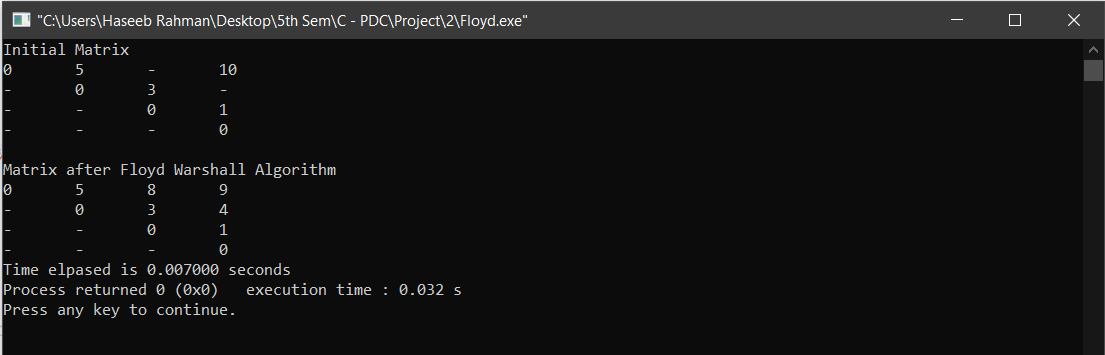 "C:\Users\Haseeb Rahman\Desktop\5th Sem\C - PDC\Project\2\Floyd.exe"
Initial Matrix
0 5 - 10
- 0 3 -
- - 0 1
- - - 0
Matrix after Floyd Warshall Algorithm
0 5 8 9
- 0 3 4
- - 0 1
- - - 0
Time elpased is 0.007000 seconds
Process returned 0 (0x0) execution time : 0.032 s
Press any key to continue.